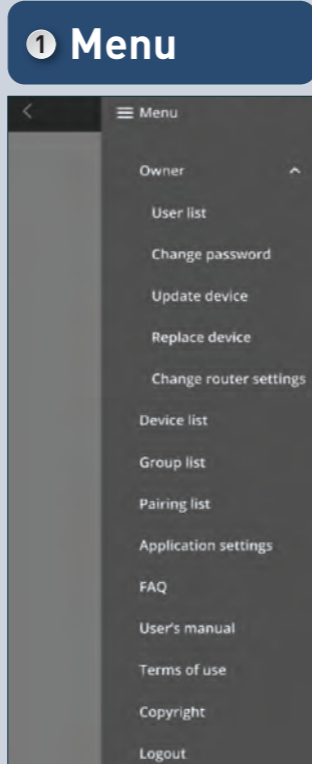 1 Menu
Menu
Owner
User list
Change password
Update device
Replace device
Change router settings
Device list
Group list
Pairing list
Application settings
FAQ
User's manual
Terms of use
Copyright
Logout